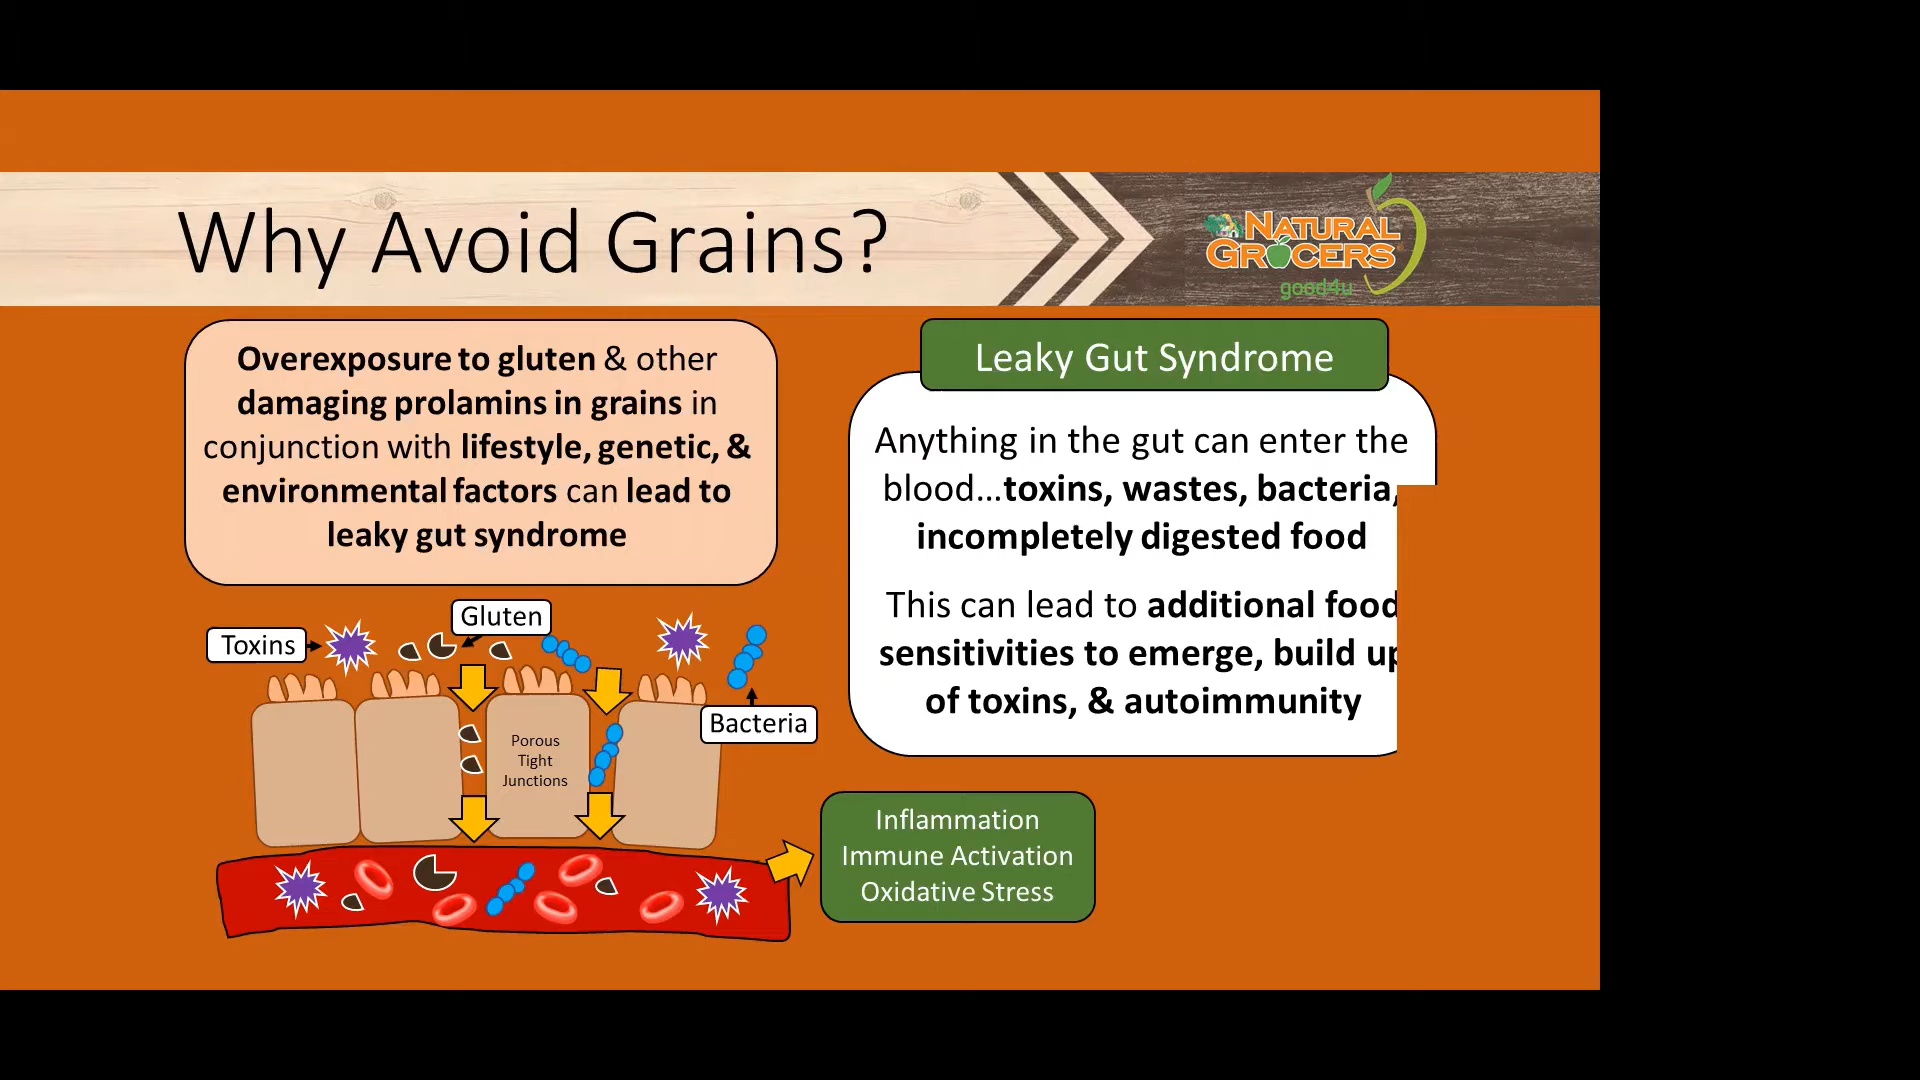 Why Avoid Grains?
NATURAL
GROCERS
good4u
Overexposure to gluten & other
damaging prolamins in grains in
conjunction with lifestyle, genetic, &
environmental factors can lead to
leaky gut syndrome
Leaky Gut Syndrome
Anything in the gut can enter the
blood…toxins, wastes, bacteria,
incompletely digested food
This can lead to additional food
sensitivities to emerge, build up
of toxins, & autoimmunity
Gluten
Toxins
Bacteria
Porous
Tight
Junctions
Inflammation
Immune Activation
Oxidative Stress